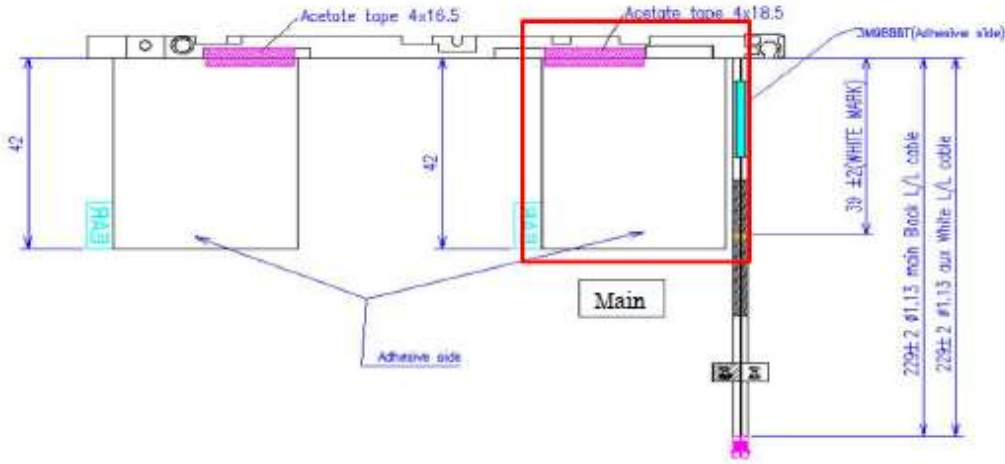 Acetate tape 4x16.5
Acetate tape 4x18.5
3M9888T(Adhesive side)
42
42
39 ±2(WHITE MARK)
229±2 ø1.13 main Back L/L cable
229±2 ø1.13 aux White L/L cable
Main
Adhesive side